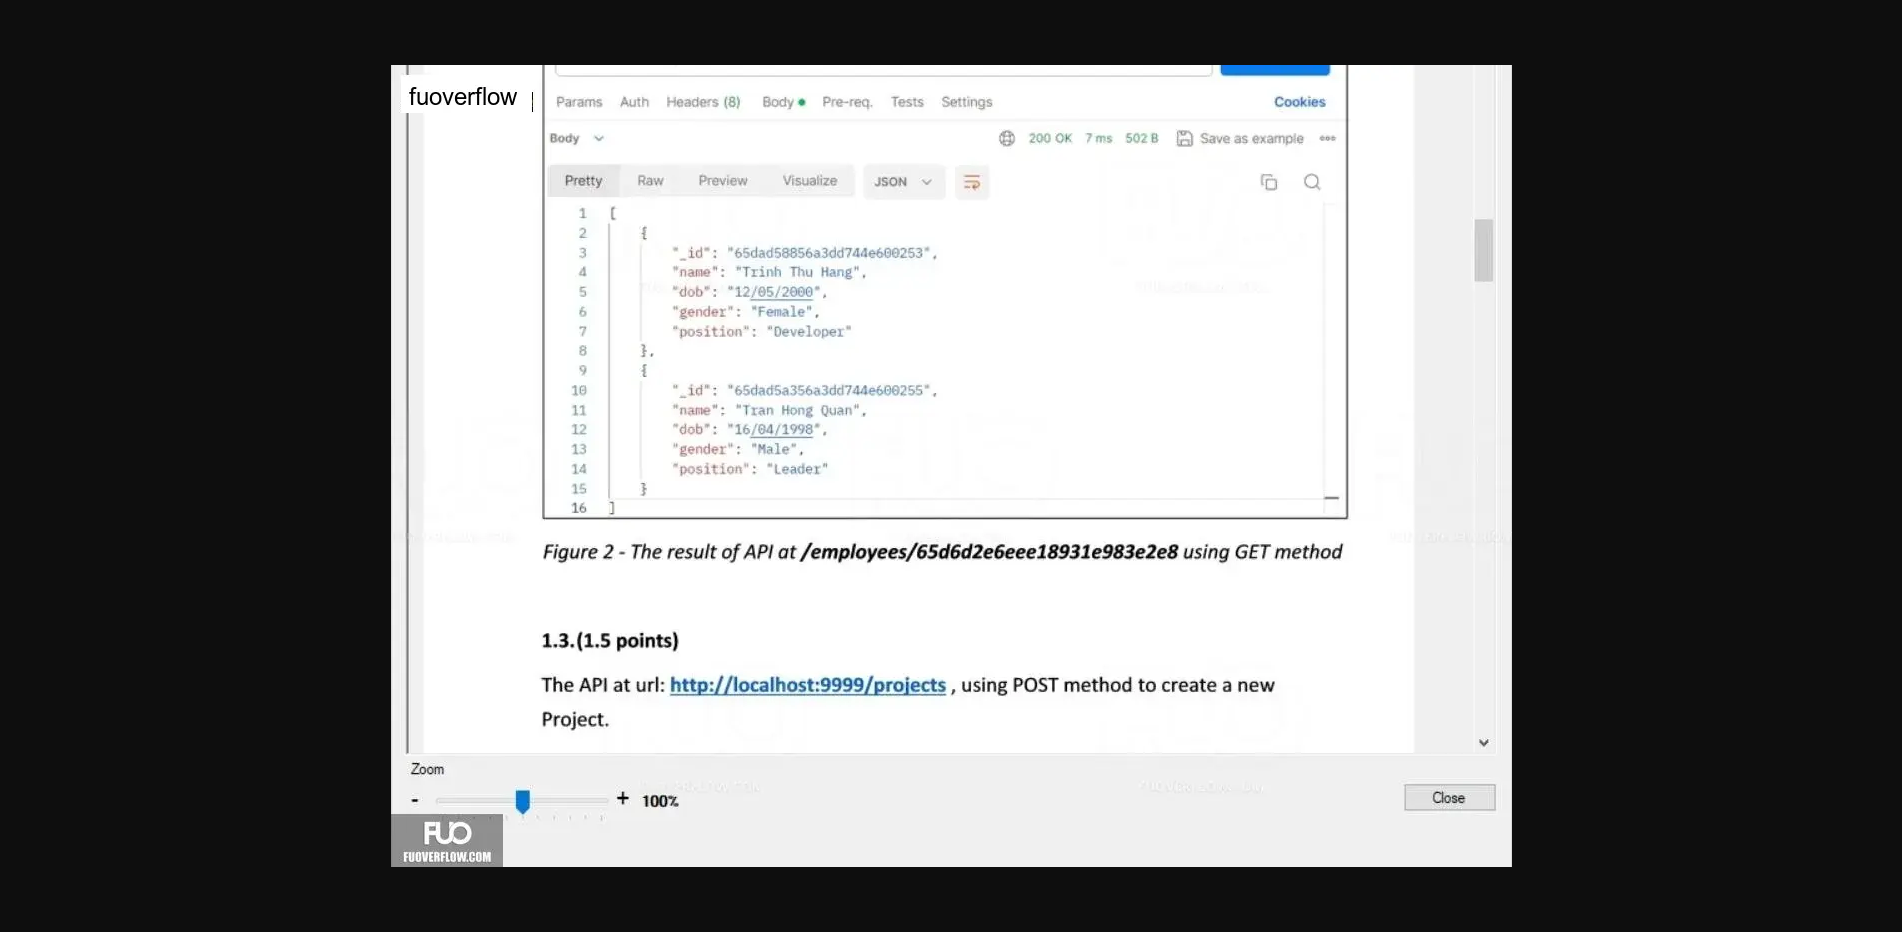 fuoverflow
Params Auth Headers (8) Body Pre-req. Tests Settings Cookies
Body 200 OK 7 ms 502 B Save as example
Pretty Raw Preview Visualize JSON
1 [
2 {
3 "_id": "65dad58856a3dd744e600253",
4 "name": "Trinh Thu Hang",
5 "dob": "12/05/2000",
6 "gender": "Female",
7 "position": "Developer"
8 },
9 {
10 "_id": "65dad5a356a3dd744e600255",
11 "name": "Tran Hong Quan",
12 "dob": "16/04/1998",
13 "gender": "Male",
14 "position": "Leader"
15 }
16 ]
Figure 2 - The result of API at /employees/65d6d2e6eee18931e983e2e8 using GET method
1.3.(1.5 points)
The API at url: http://localhost:9999/projects , using POST method to create a new
Project.
Zoom
- + 100%
Close
FUO
FUOVERFLOW.COM